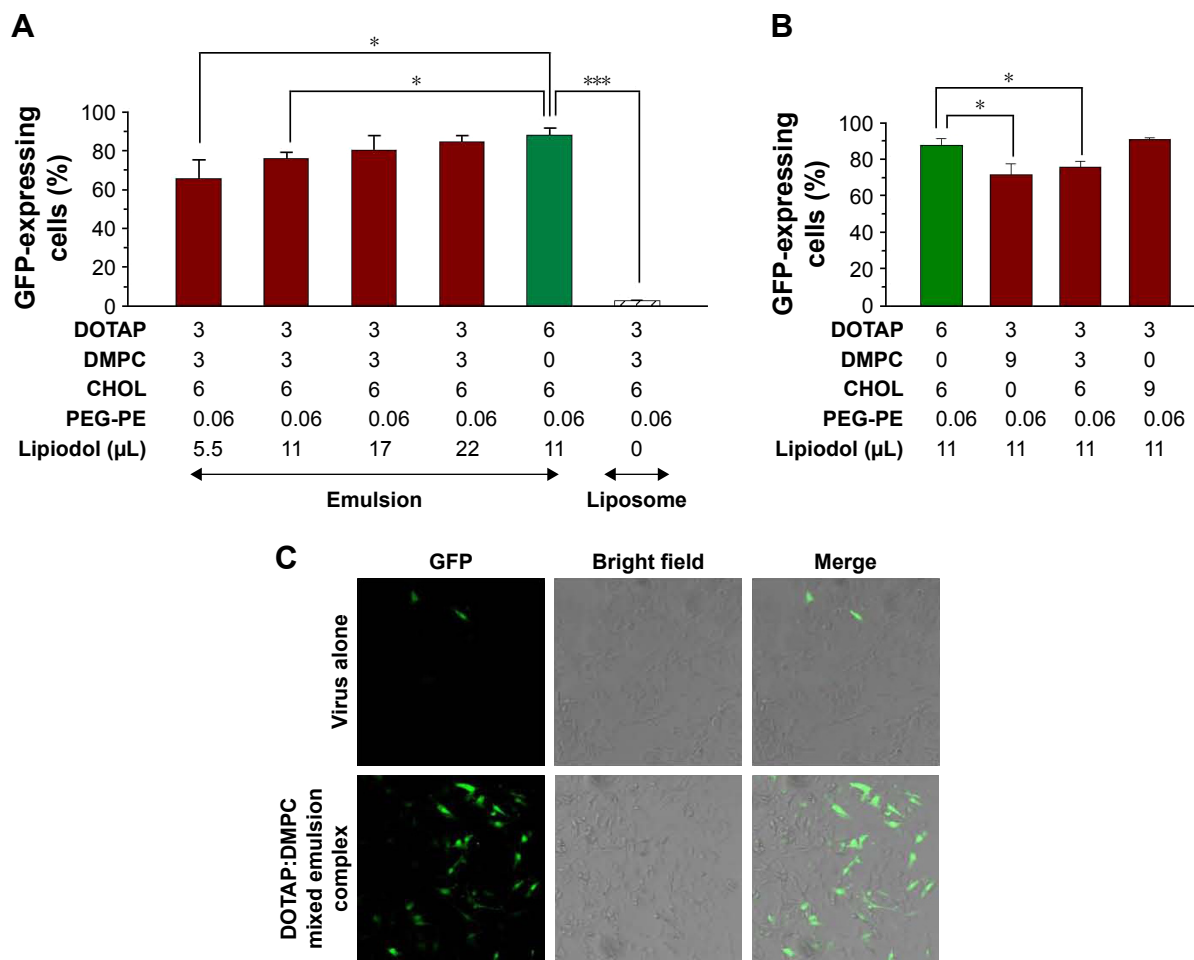 A
*
*
***
GFP-expressing
cells (%)
100
80
60
40
20
0
DOTAP 3 3 3 3 6 3
DMPC 3 3 3 3 0 3
CHOL 6 6 6 6 6 6
PEG-PE 0.06 0.06 0.06 0.06 0.06 0.06
Lipiodol (µL) 5.5 11 17 22 11 0
Emulsion Liposome
B
*
*
GFP-expressing
cells (%)
100
90
60
40
80
20
0
DOTAP 6 3 3 3
DMPC 0 9 3 0
CHOL 6 0 6 9
PEG-PE 0.06 0.06 0.06 0.06
Lipiodol (µL) 11 11 11 11
C
GFP Bright field Merge
Virus alone
DOTAP:DMPC
mixed emulsion
complex